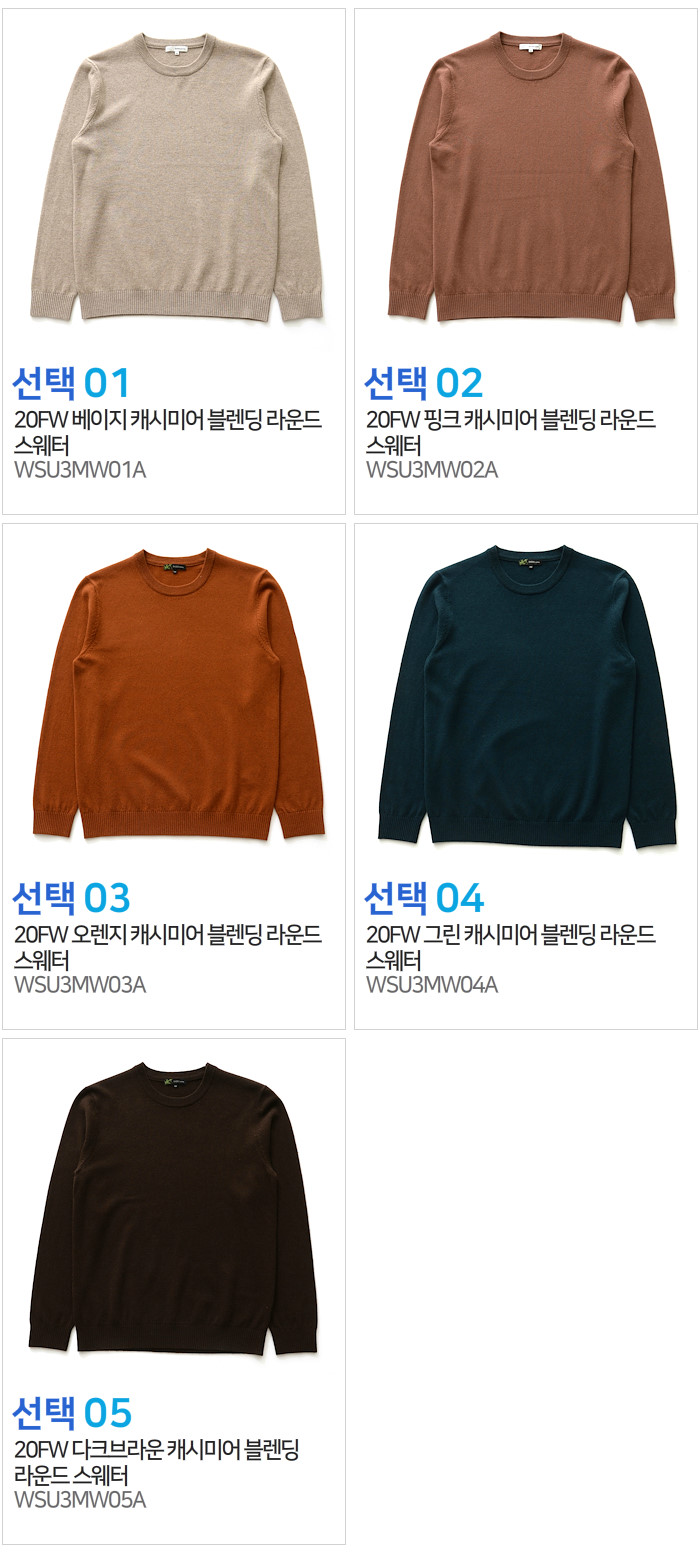 선택 01
20FW 베이지 캐시미어 블렌딩 라운드
스웨터
WSU3MW01A
선택 02
20FW 핑크 캐시미어 블렌딩 라운드
스웨터
WSU3MW02A
선택 03
20FW 오렌지 캐시미어 블렌딩 라운드
스웨터
WSU3MW03A
선택 04
20FW 그린 캐시미어 블렌딩 라운드
스웨터
WSU3MW04A
선택 05
20FW 다크브라운 캐시미어 블렌딩
라운드 스웨터
WSU3MW05A